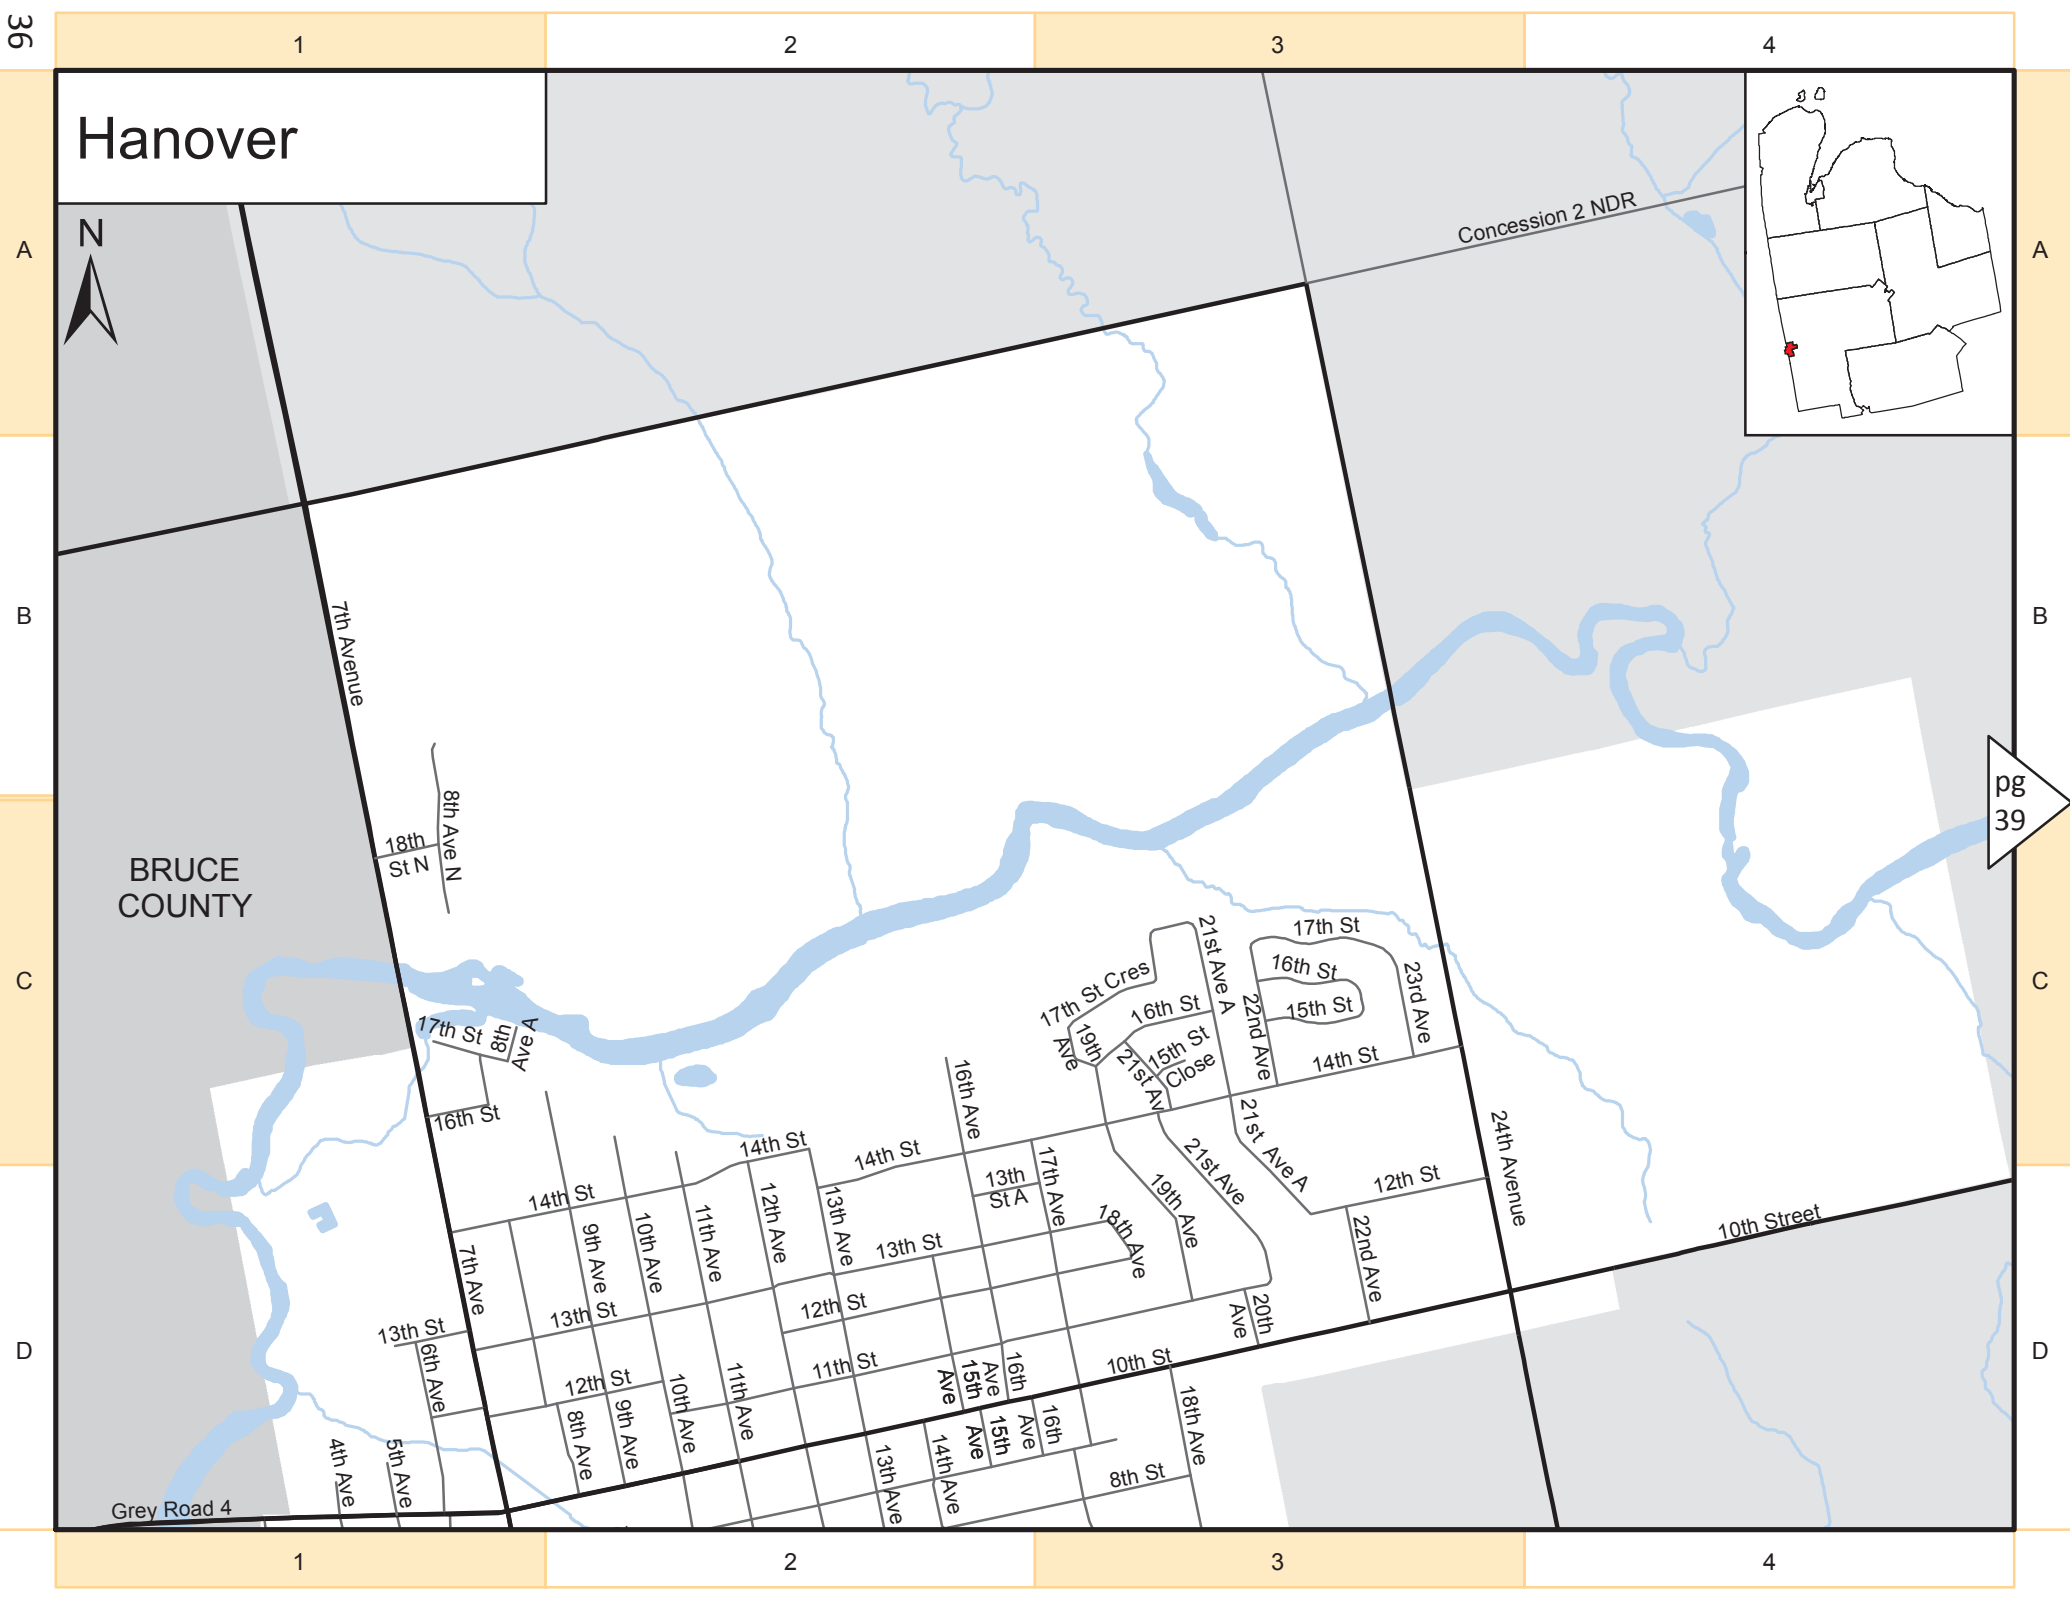 36
1
2
3
4
Hanover
N
A
A
Concession 2 NDR
B
B
7th Avenue
pg
39
8th Ave N
18th
St N
BRUCE
COUNTY
C
C
17th St
21st Ave A
17th St Cres
16th St
23rd Ave
16th St
15th St
22nd Ave
17th St
8th
Ave A
19th
Ave
15th St
Close
21st Av
14th St
16th Ave
16th St
21st Ave A
24th Avenue
14th St
14th St
17th Ave
21st Ave
13th
St A
12th St
19th Ave
14th St
12th Ave
13th Ave
11th Ave
10th Ave
9th Ave
18th Ave
10th Street
22nd Ave
13th St
7th Ave
12th St
13th St
20th
Ave
13th St
6th Ave
11th St
10th St
16th
Ave
15th
Ave
12th St
11th Ave
10th Ave
9th Ave
8th Ave
D
D
18th Ave
16th
Ave
15th
Ave
14th Ave
13th Ave
8th St
5th Ave
4th Ave
Grey Road 4
1
2
3
4